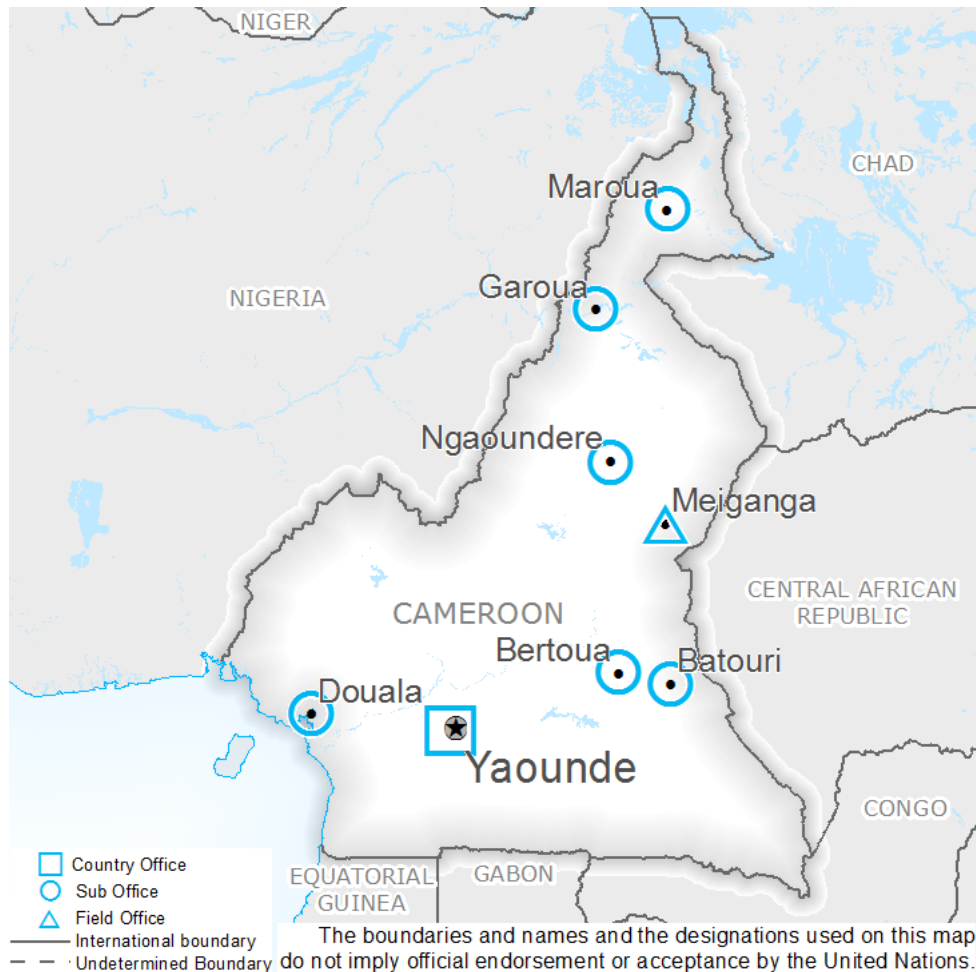 NIGER
CHAD
Maroua
Garoua
NIGERIA
Ngaoundere
Meiganga
CENTRAL AFRICAN
REPUBLIC
CAMEROON
Bertoua
Batouri
Douala
Yaounde
CONGO
EQUATORIAL
GUINEA
GABON
Country Office
Sub Office
Field Office
International boundary
Undetermined Boundary
The boundaries and names and the designations used on this map
do not imply official endorsement or acceptance by the United Nations.